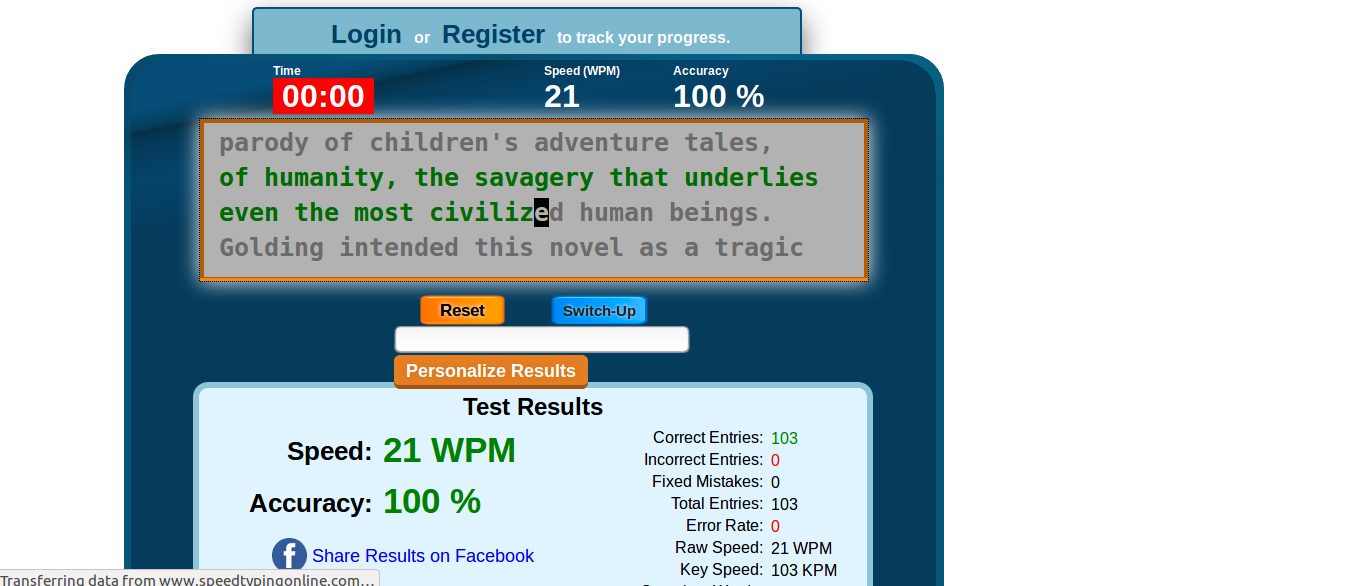 Login or Register to track your progress.
Time Speed (WPM) Accuracy
00:00 21 100 %
parody of children's adventure tales,
of humanity, the savagery that underlies
even the most civilized human beings.
Golding intended this novel as a tragic
Reset Switch-Up
Personalize Results
Test Results
Speed: 21 WPM
Accuracy: 100 %
Share Results on Facebook
Correct Entries: 103
Incorrect Entries: 0
Fixed Mistakes: 0
Total Entries: 103
Error Rate: 0
Raw Speed: 21 WPM
Key Speed: 103 KPM
Transferring data from www.speedtypingonline.com…